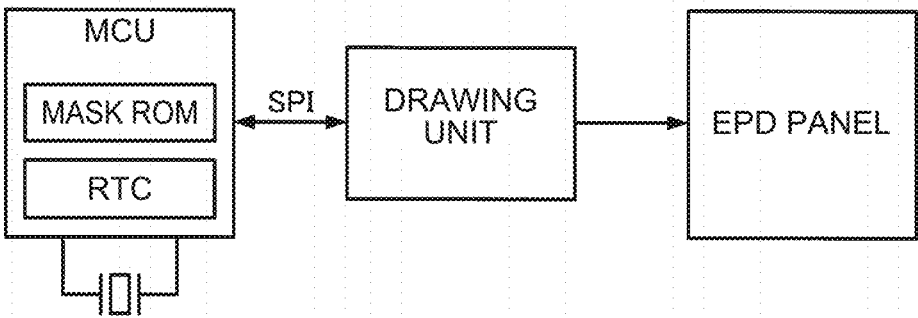 MCU
MASK ROM
RTC
SPI
DRAWING
UNIT
EPD PANEL